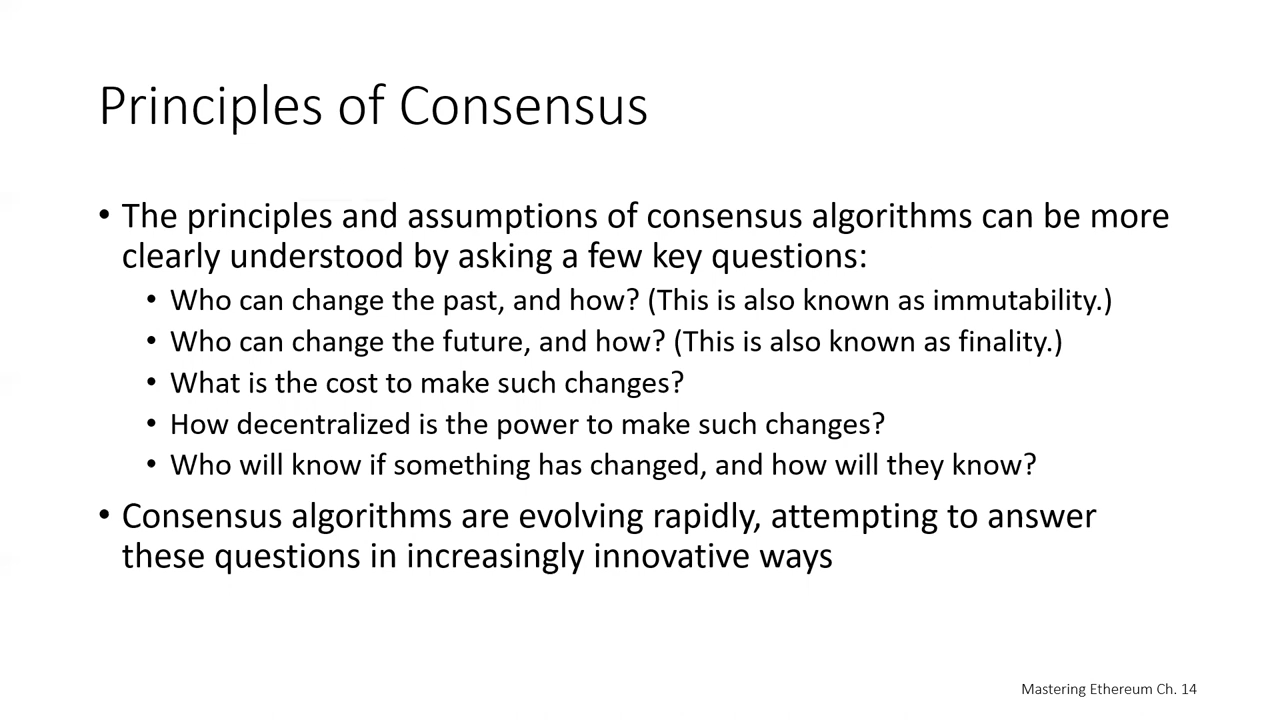 Principles of Consensus
• The principles and assumptions of consensus algorithms can be more
clearly understood by asking a few key questions:
• Who can change the past, and how? (This is also known as immutability.)
• Who can change the future, and how? (This is also known as finality.)
• What is the cost to make such changes?
• How decentralized is the power to make such changes?
• Who will know if something has changed, and how will they know?
• Consensus algorithms are evolving rapidly, attempting to answer
these questions in increasingly innovative ways
Mastering Ethereum Ch. 14